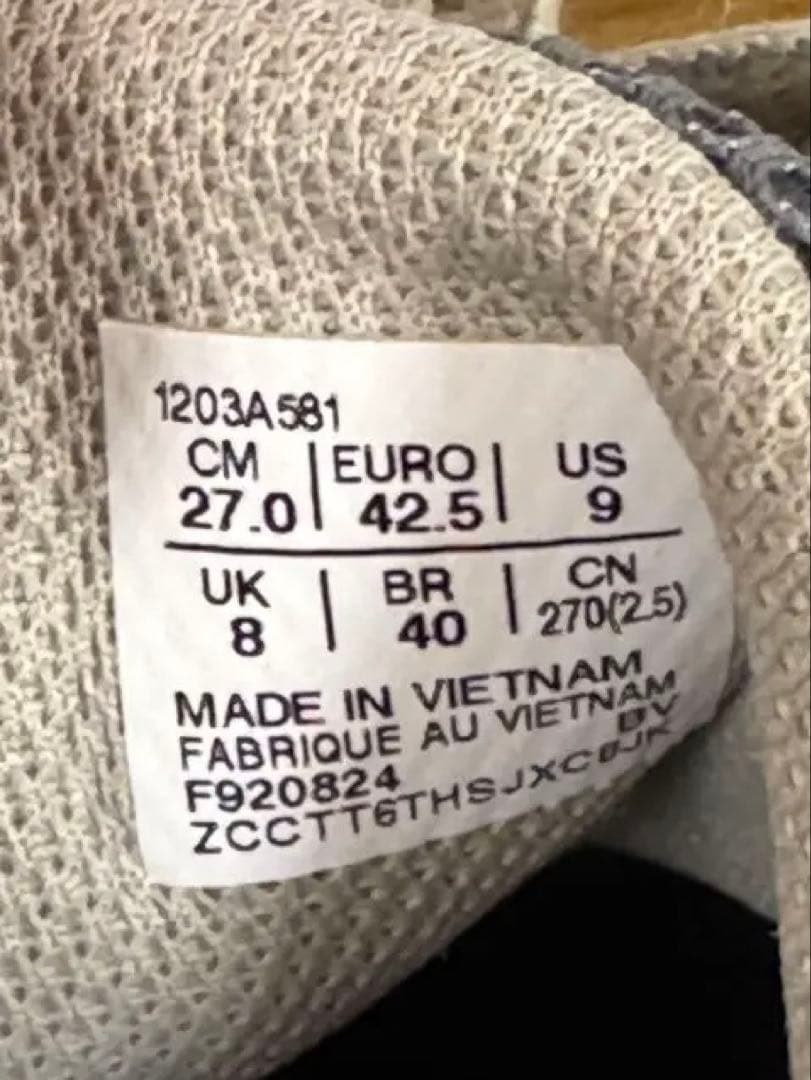 1203A581
CM | EURO | US
27.0 | 42.5 | 9
UK | BR | CN
8 | 40 | 270(2.5)
MADE IN VIETNAM
FABRIQUE AU VIETNAM
F920824 BV